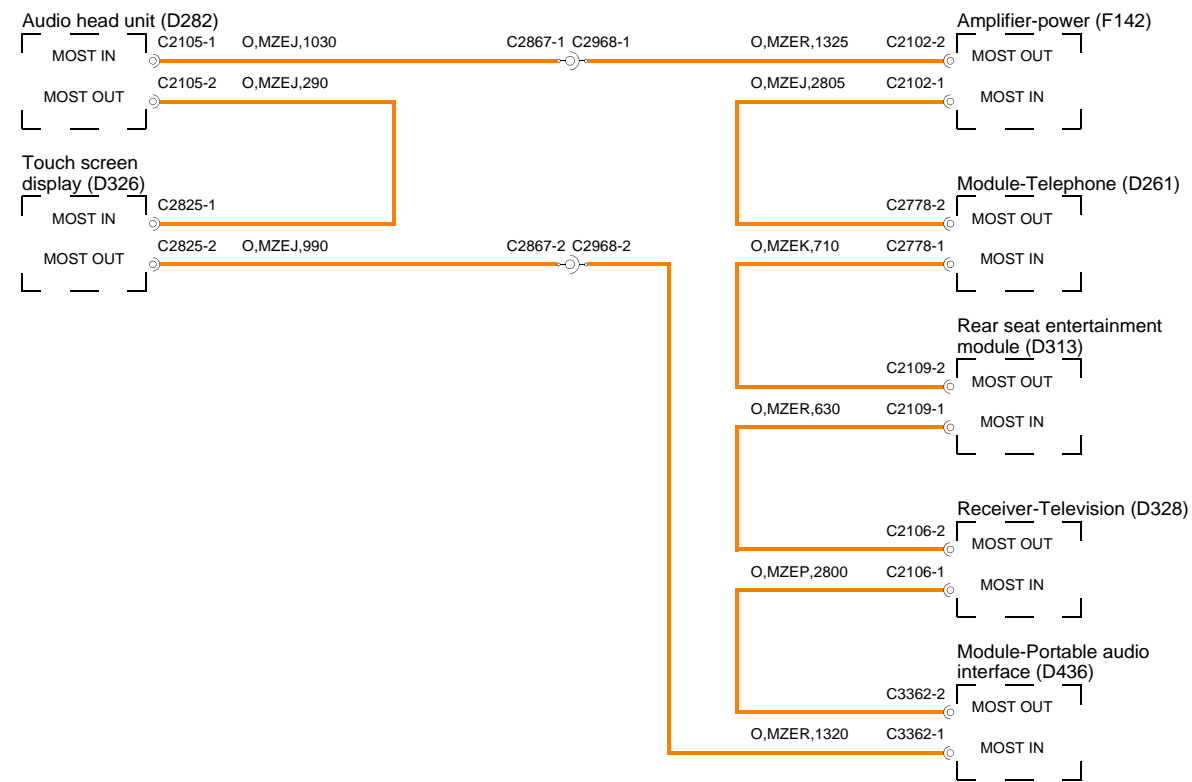 Audio head unit (D282)
Amplifier-power (F142)
C2105-1 O,MZEJ,1030 C2867-1 C2968-1 O,MZER,1325 C2102-2
MOST IN
MOST OUT
C2105-2 O,MZEJ,290 O,MZEJ,2805 C2102-1
MOST OUT
MOST IN
Touch screen
display (D326)
Module-Telephone (D261)
C2825-1 C2778-2
MOST IN
MOST OUT
C2825-2 O,MZEJ,990 C2867-2 C2968-2 O,MZEK,710 C2778-1
MOST OUT
MOST IN
Rear seat entertainment
module (D313)
C2109-2
MOST OUT
O,MZER,630 C2109-1
MOST IN
Receiver-Television (D328)
C2106-2
MOST OUT
O,MZEP,2800 C2106-1
MOST IN
Module-Portable audio
interface (D436)
C3362-2
MOST OUT
O,MZER,1320 C3362-1
MOST IN